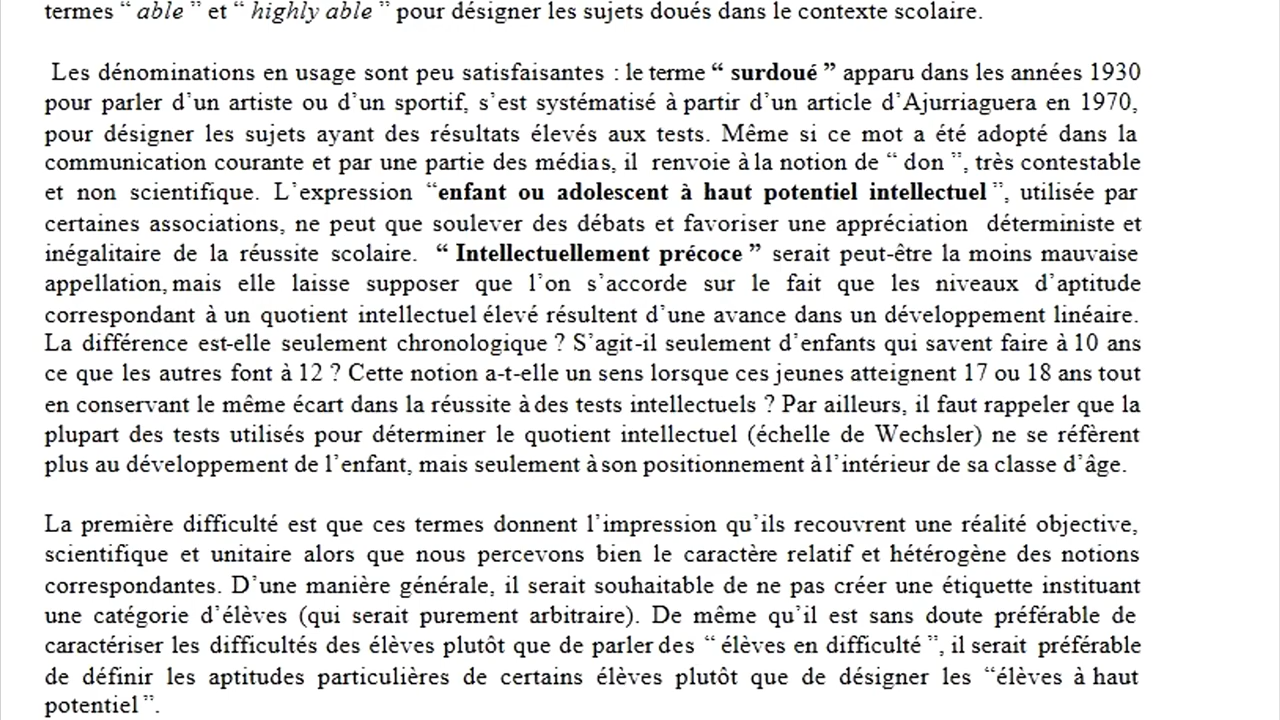 termes “ able ” et “ highly able ” pour désigner les sujets doués dans le contexte scolaire.
Les dénominations en usage sont peu satisfaisantes : le terme “ surdoué ” apparu dans les années 1930
pour parler d’un artiste ou d’un sportif, s’est systématisé à partir d’un article d’Ajurriaguera en 1970,
pour désigner les sujets ayant des résultats élevés aux tests. Même si ce mot a été adopté dans la
communication courante et par une partie des médias, il renvoie à la notion de “ don ”, très contestable
et non scientifique. L’expression “enfant ou adolescent à haut potentiel intellectuel ”, utilisée par
certaines associations, ne peut que soulever des débats et favoriser une appréciation déterministe et
inégalitaire de la réussite scolaire. “ Intellectuellement précoce ” serait peut-être la moins mauvaise
appellation, mais elle laisse supposer que l’on s’accorde sur le fait que les niveaux d’aptitude
correspondant à un quotient intellectuel élevé résultent d’une avance dans un développement linéaire.
La différence est-elle seulement chronologique ? S’agit-il seulement d’enfants qui savent faire à 10 ans
ce que les autres font à 12 ? Cette notion a-t-elle un sens lorsque ces jeunes atteignent 17 ou 18 ans tout
en conservant le même écart dans la réussite à des tests intellectuels ? Par ailleurs, il faut rappeler que la
plupart des tests utilisés pour déterminer le quotient intellectuel (échelle de Wechsler) ne se réfèrent
plus au développement de l’enfant, mais seulement à son positionnement à l’intérieur de sa classe d’âge.
La première difficulté est que ces termes donnent l’impression qu’ils recouvrent une réalité objective,
scientifique et unitaire alors que nous percevons bien le caractère relatif et hétérogène des notions
correspondantes. D’une manière générale, il serait souhaitable de ne pas créer une étiquette instituant
une catégorie d’élèves (qui serait purement arbitraire). De même qu’il est sans doute préférable de
caractériser les difficultés des élèves plutôt que de parler des “ élèves en difficulté ”, il serait préférable
de définir les aptitudes particulières de certains élèves plutôt que de désigner les “élèves à haut
potentiel ”.